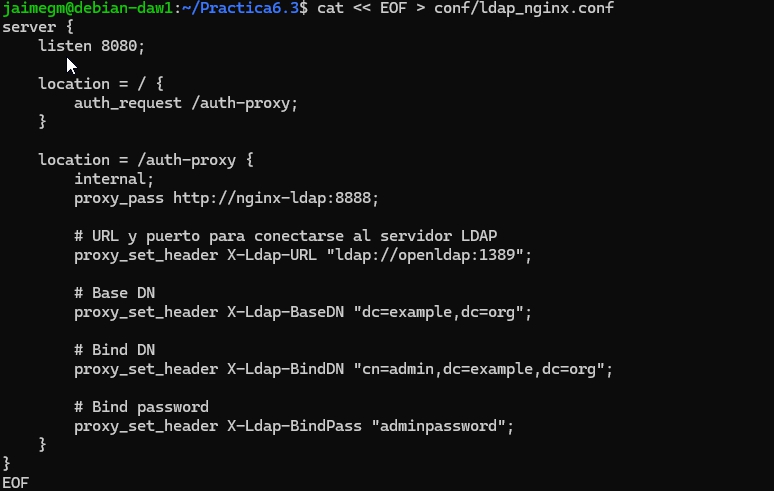 jaimegm@debian-daw1:~/Practica6.3$ cat << EOF > conf/ldap_nginx.conf
server {
    listen 8080;

    location = / {
        auth_request /auth-proxy;
    }

    location = /auth-proxy {
        internal;
        proxy_pass http://nginx-ldap:8888;

        # URL y puerto para conectarse al servidor LDAP
        proxy_set_header X-Ldap-URL "ldap://openldap:1389";

        # Base DN
        proxy_set_header X-Ldap-BaseDN "dc=example,dc=org";

        # Bind DN
        proxy_set_header X-Ldap-BindDN "cn=admin,dc=example,dc=org";

        # Bind password
        proxy_set_header X-Ldap-BindPass "adminpassword";
    }
}
EOF